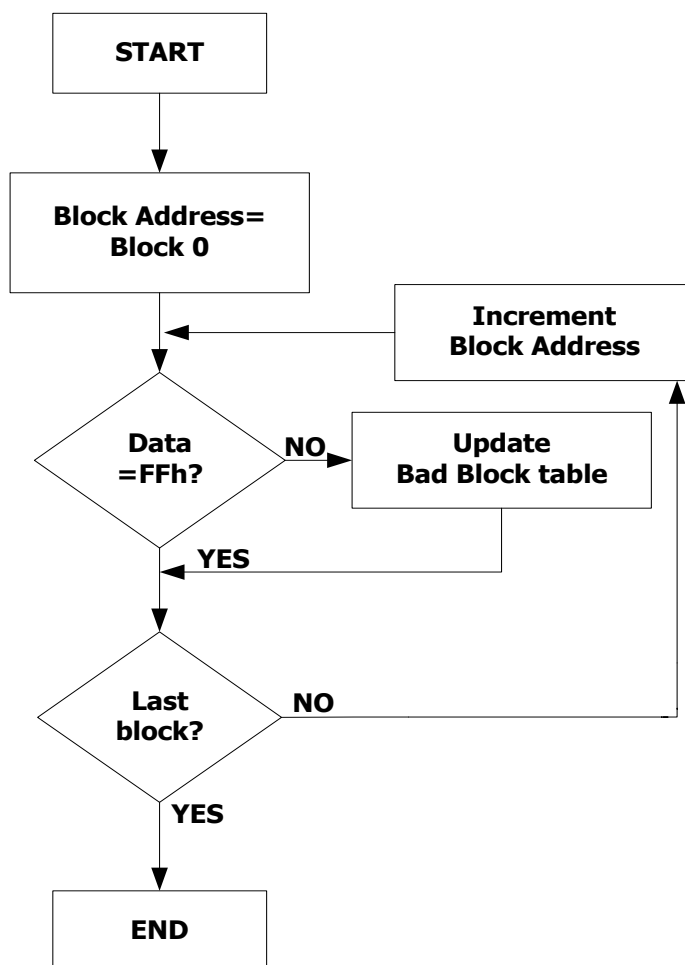 START
Block Address=
Block 0
Increment
Block Address
Data
=FFh?
NO
Update
Bad Block table
YES
Last
block?
NO
YES
END